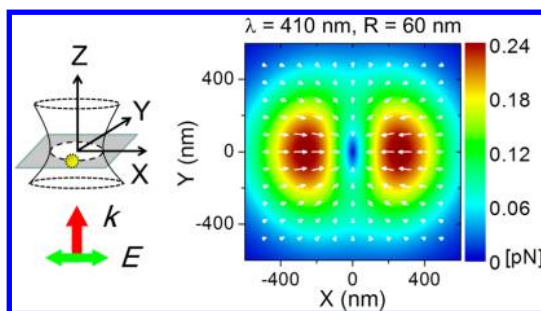 λ = 410 nm, R = 60 nm
Z
Y
X
k
E
Y (nm)
400
0
-400
-400
0
400
X (nm)
0.24
0.18
0.12
0.06
0
[pN]